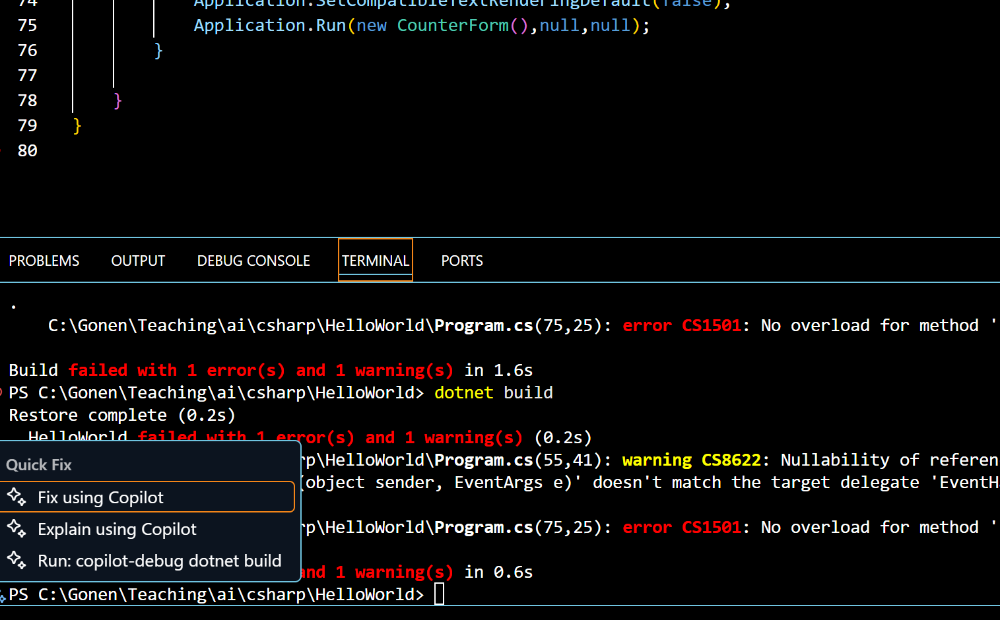 74 Application.SetCompatibleTextRenderingDefault(false);
75 Application.Run(new CounterForm(),null,null);
76 }
77
78 }
79 }
80
PROBLEMS OUTPUT DEBUG CONSOLE TERMINAL PORTS
.
C:\Gonen\Teaching\ai\csharp\HelloWorld\Program.cs(75,25): error CS1501: No overload for method '
Build failed with 1 error(s) and 1 warning(s) in 1.6s
PS C:\Gonen\Teaching\ai\csharp\HelloWorld> dotnet build
Restore complete (0.2s)
HelloWorld failed with 1 error(s) and 1 warning(s) (0.2s)
rp\HelloWorld\Program.cs(55,41): warning CS8622: Nullability of referen
(object sender, EventArgs e)' doesn't match the target delegate 'EventH
rp\HelloWorld\Program.cs(75,25): error CS1501: No overload for method '
and 1 warning(s) in 0.6s
PS C:\Gonen\Teaching\ai\csharp\HelloWorld>
Quick Fix
Fix using Copilot
Explain using Copilot
Run: copilot-debug dotnet build